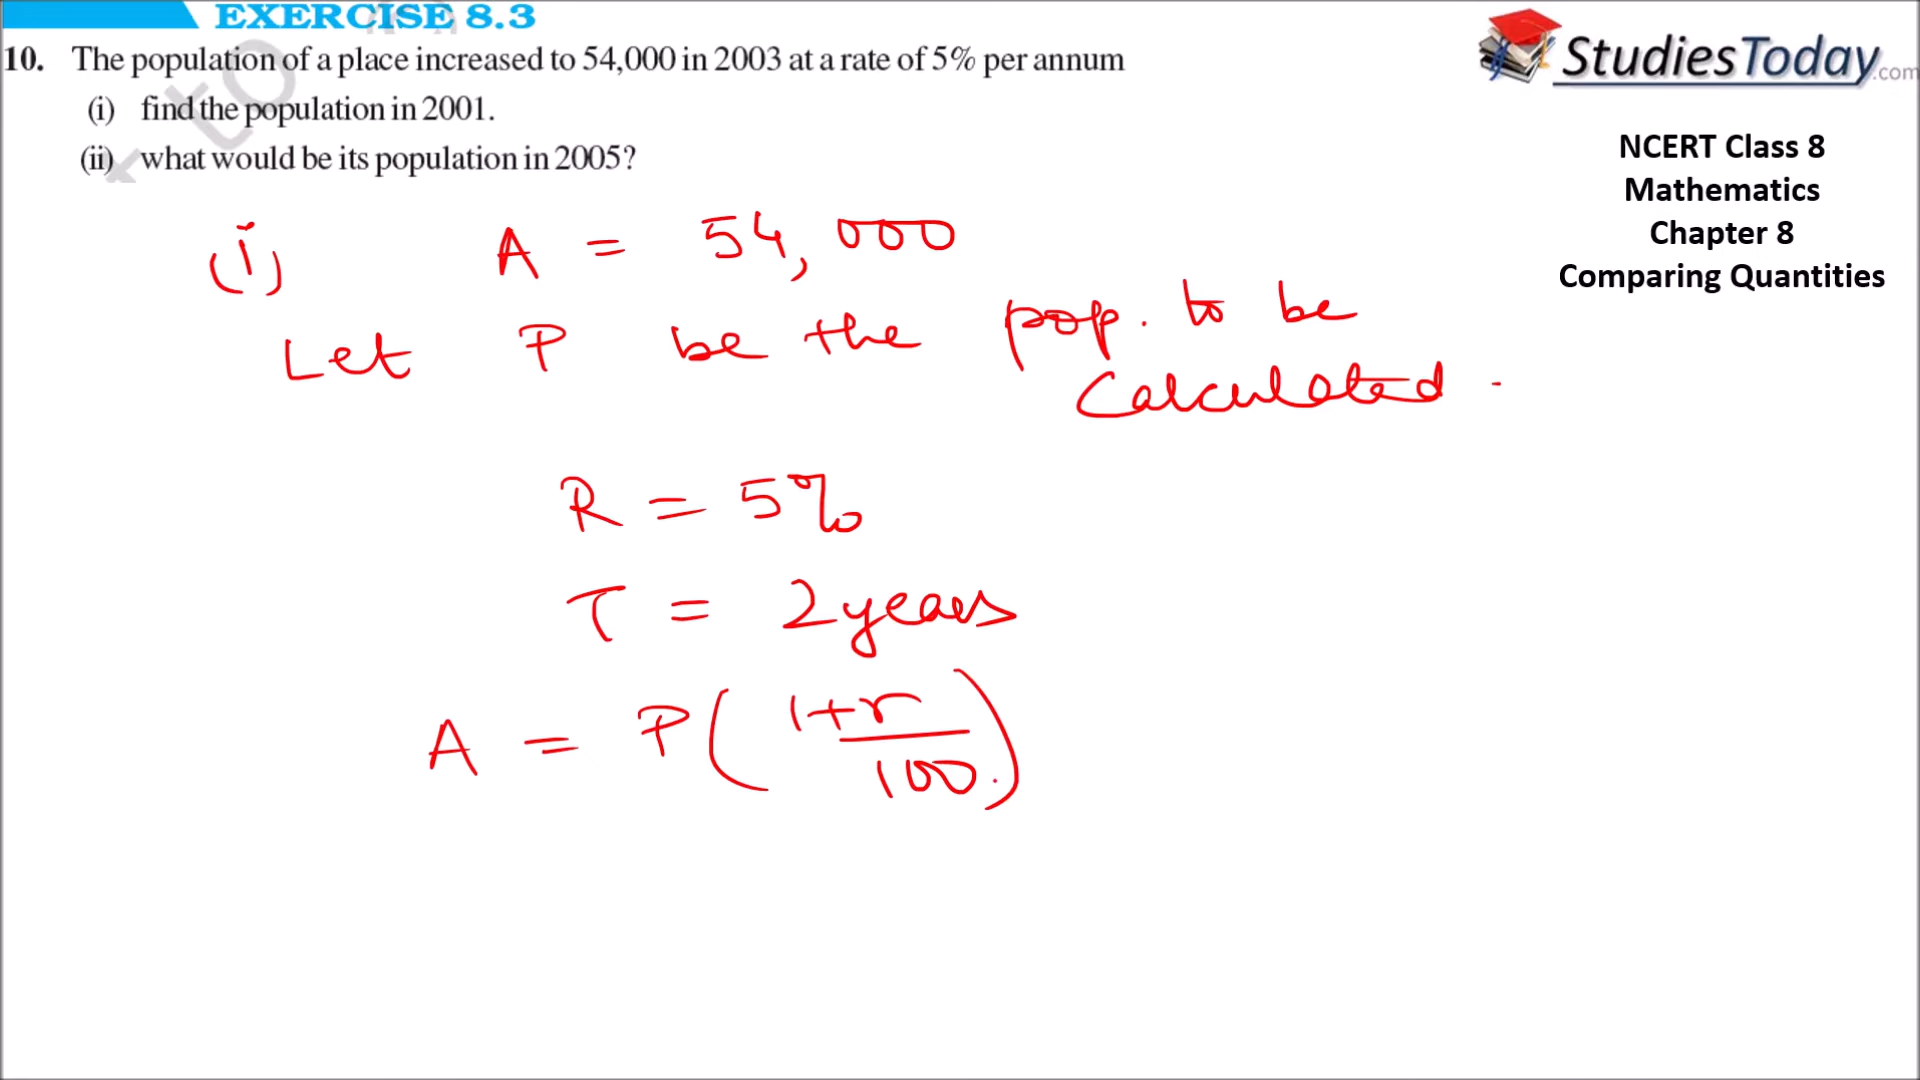 EXERCISE 8.3
10. The population of a place increased to 54,000 in 2003 at a rate of 5% per annum
(i) find the population in 2001.
(ii) what would be its population in 2005?
StudiesToday.com
NCERT Class 8
Mathematics
Chapter 8
Comparing Quantities
(i) A = 54,000
Let P be the pop. to be
Calculated.
R = 5%
T = 2 years
A = P(1+r/100)